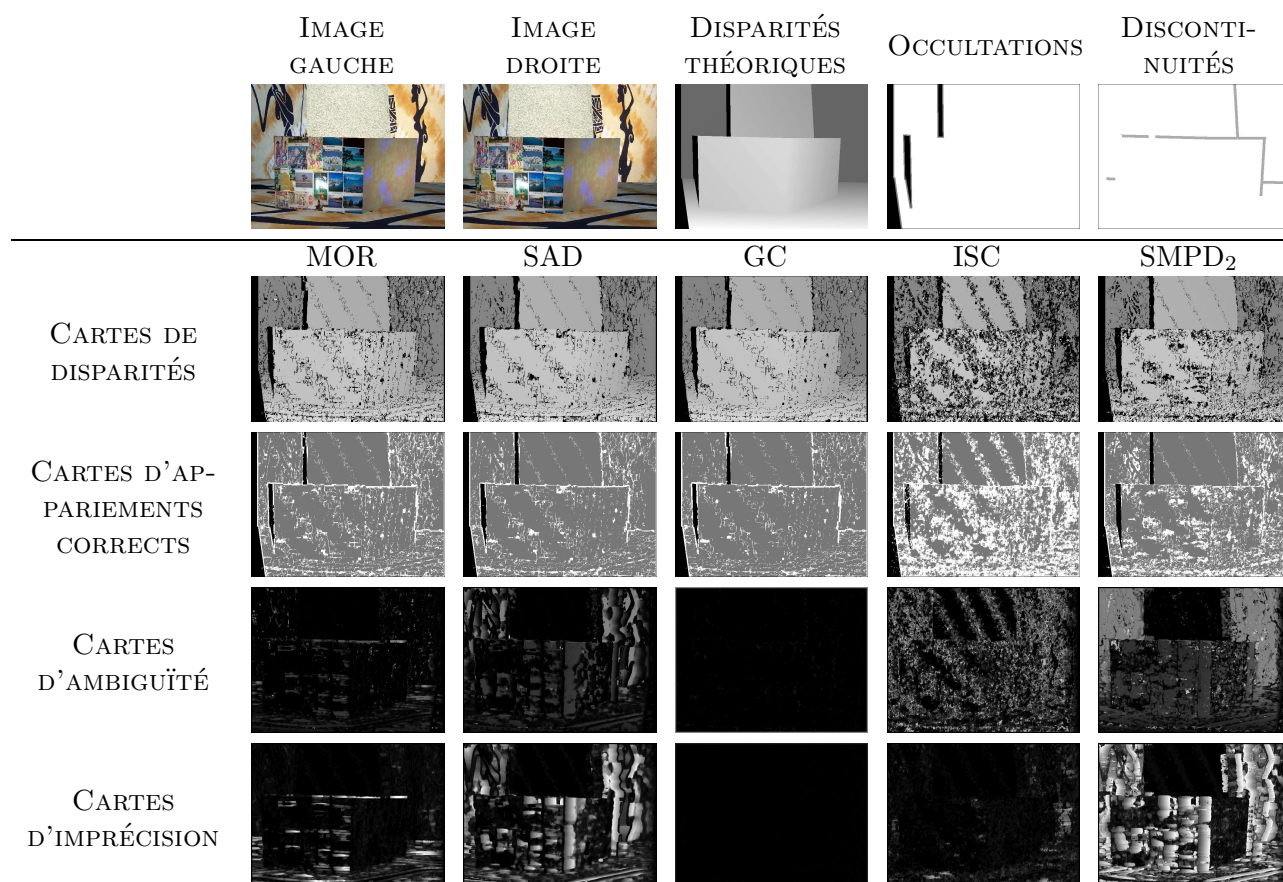 IMAGE GAUCHE
IMAGE DROITE
DISPARITÉS THÉORIQUES
OCCULTATIONS
DISCONTI-
NUITÉS
MOR SAD GC ISC SMPD₂
CARTES DE
DISPARITÉS
CARTES D'AP-
PARIEMENTS
CORRECTS
CARTES
D'AMBIGUÏTÉ
CARTES
D'IMPRÉCISION